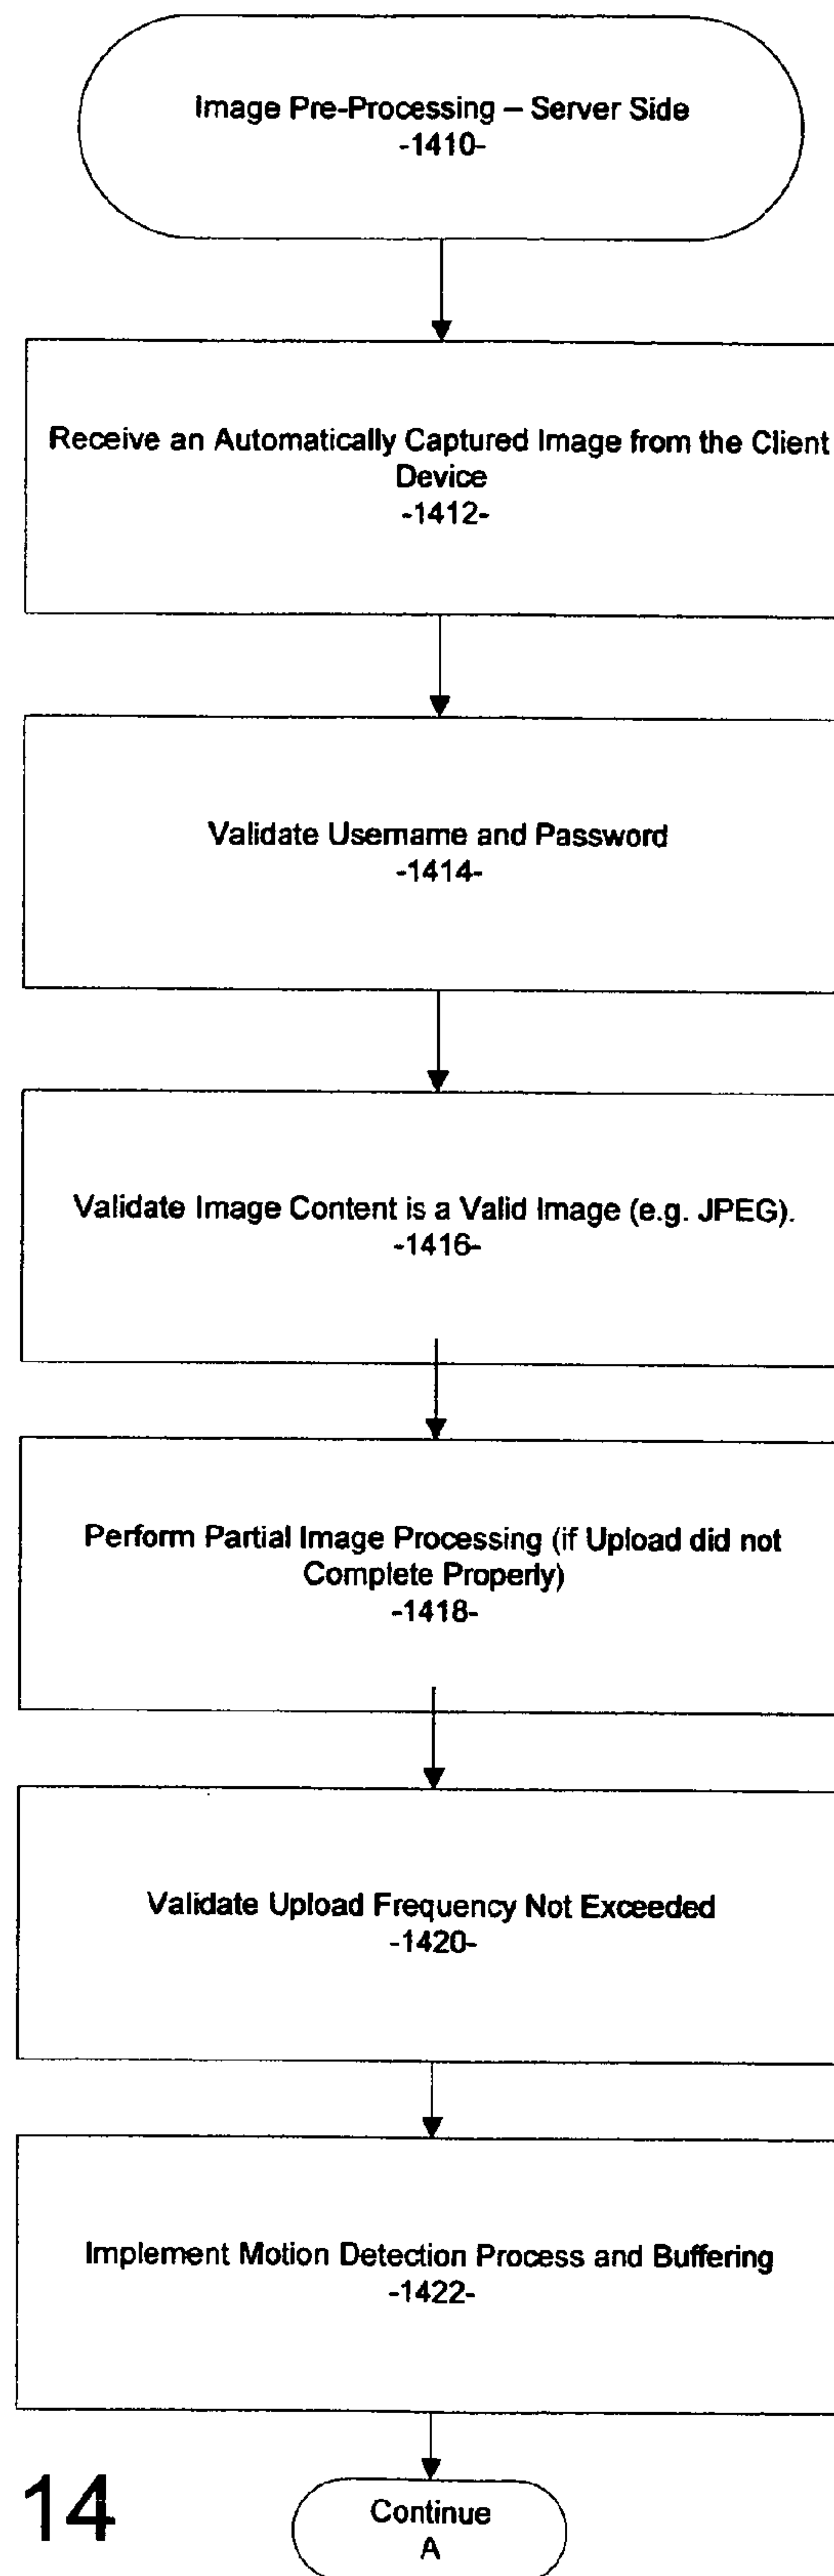 Image Pre-Processing – Server Side
-1410-
Receive an Automatically Captured Image from the Client
Device
-1412-
Validate Username and Password
-1414-
Validate Image Content is a Valid Image (e.g. JPEG).
-1416-
Perform Partial Image Processing (if Upload did not
Complete Properly)
-1418-
Validate Upload Frequency Not Exceeded
-1420-
Implement Motion Detection Process and Buffering
-1422-
14
Continue
A